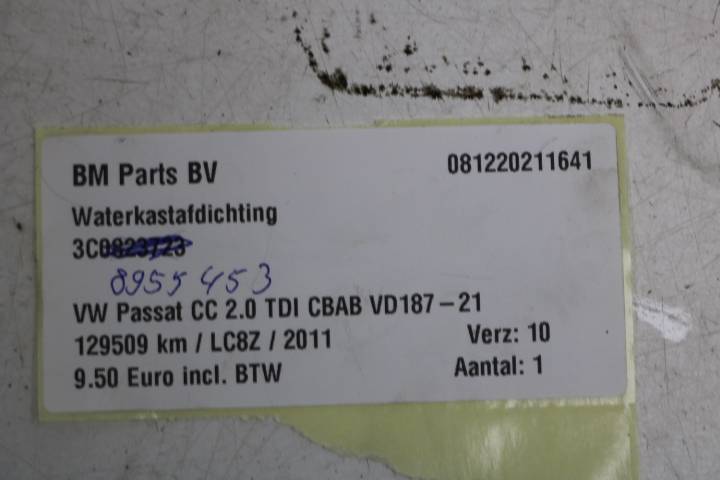 BM Parts BV 081220211641
Waterkastafdichting
3C0823723
8955453
VW Passat CC 2.0 TDI CBAB VD187-21
129509 km / LC8Z / 2011 Verz: 10
9.50 Euro incl. BTW Aantal: 1